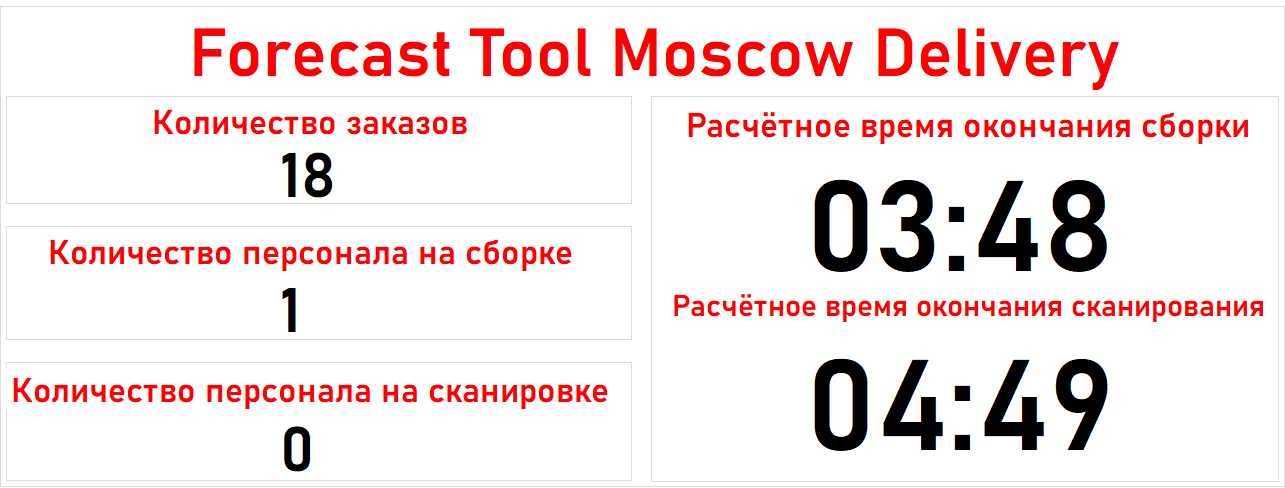 Forecast Tool Moscow Delivery
Количество заказов
18
Количество персонала на сборке
1
Количество персонала на сканировке
0
Расчётное время окончания сборки
03:48
Расчётное время окончания сканирования
04:49